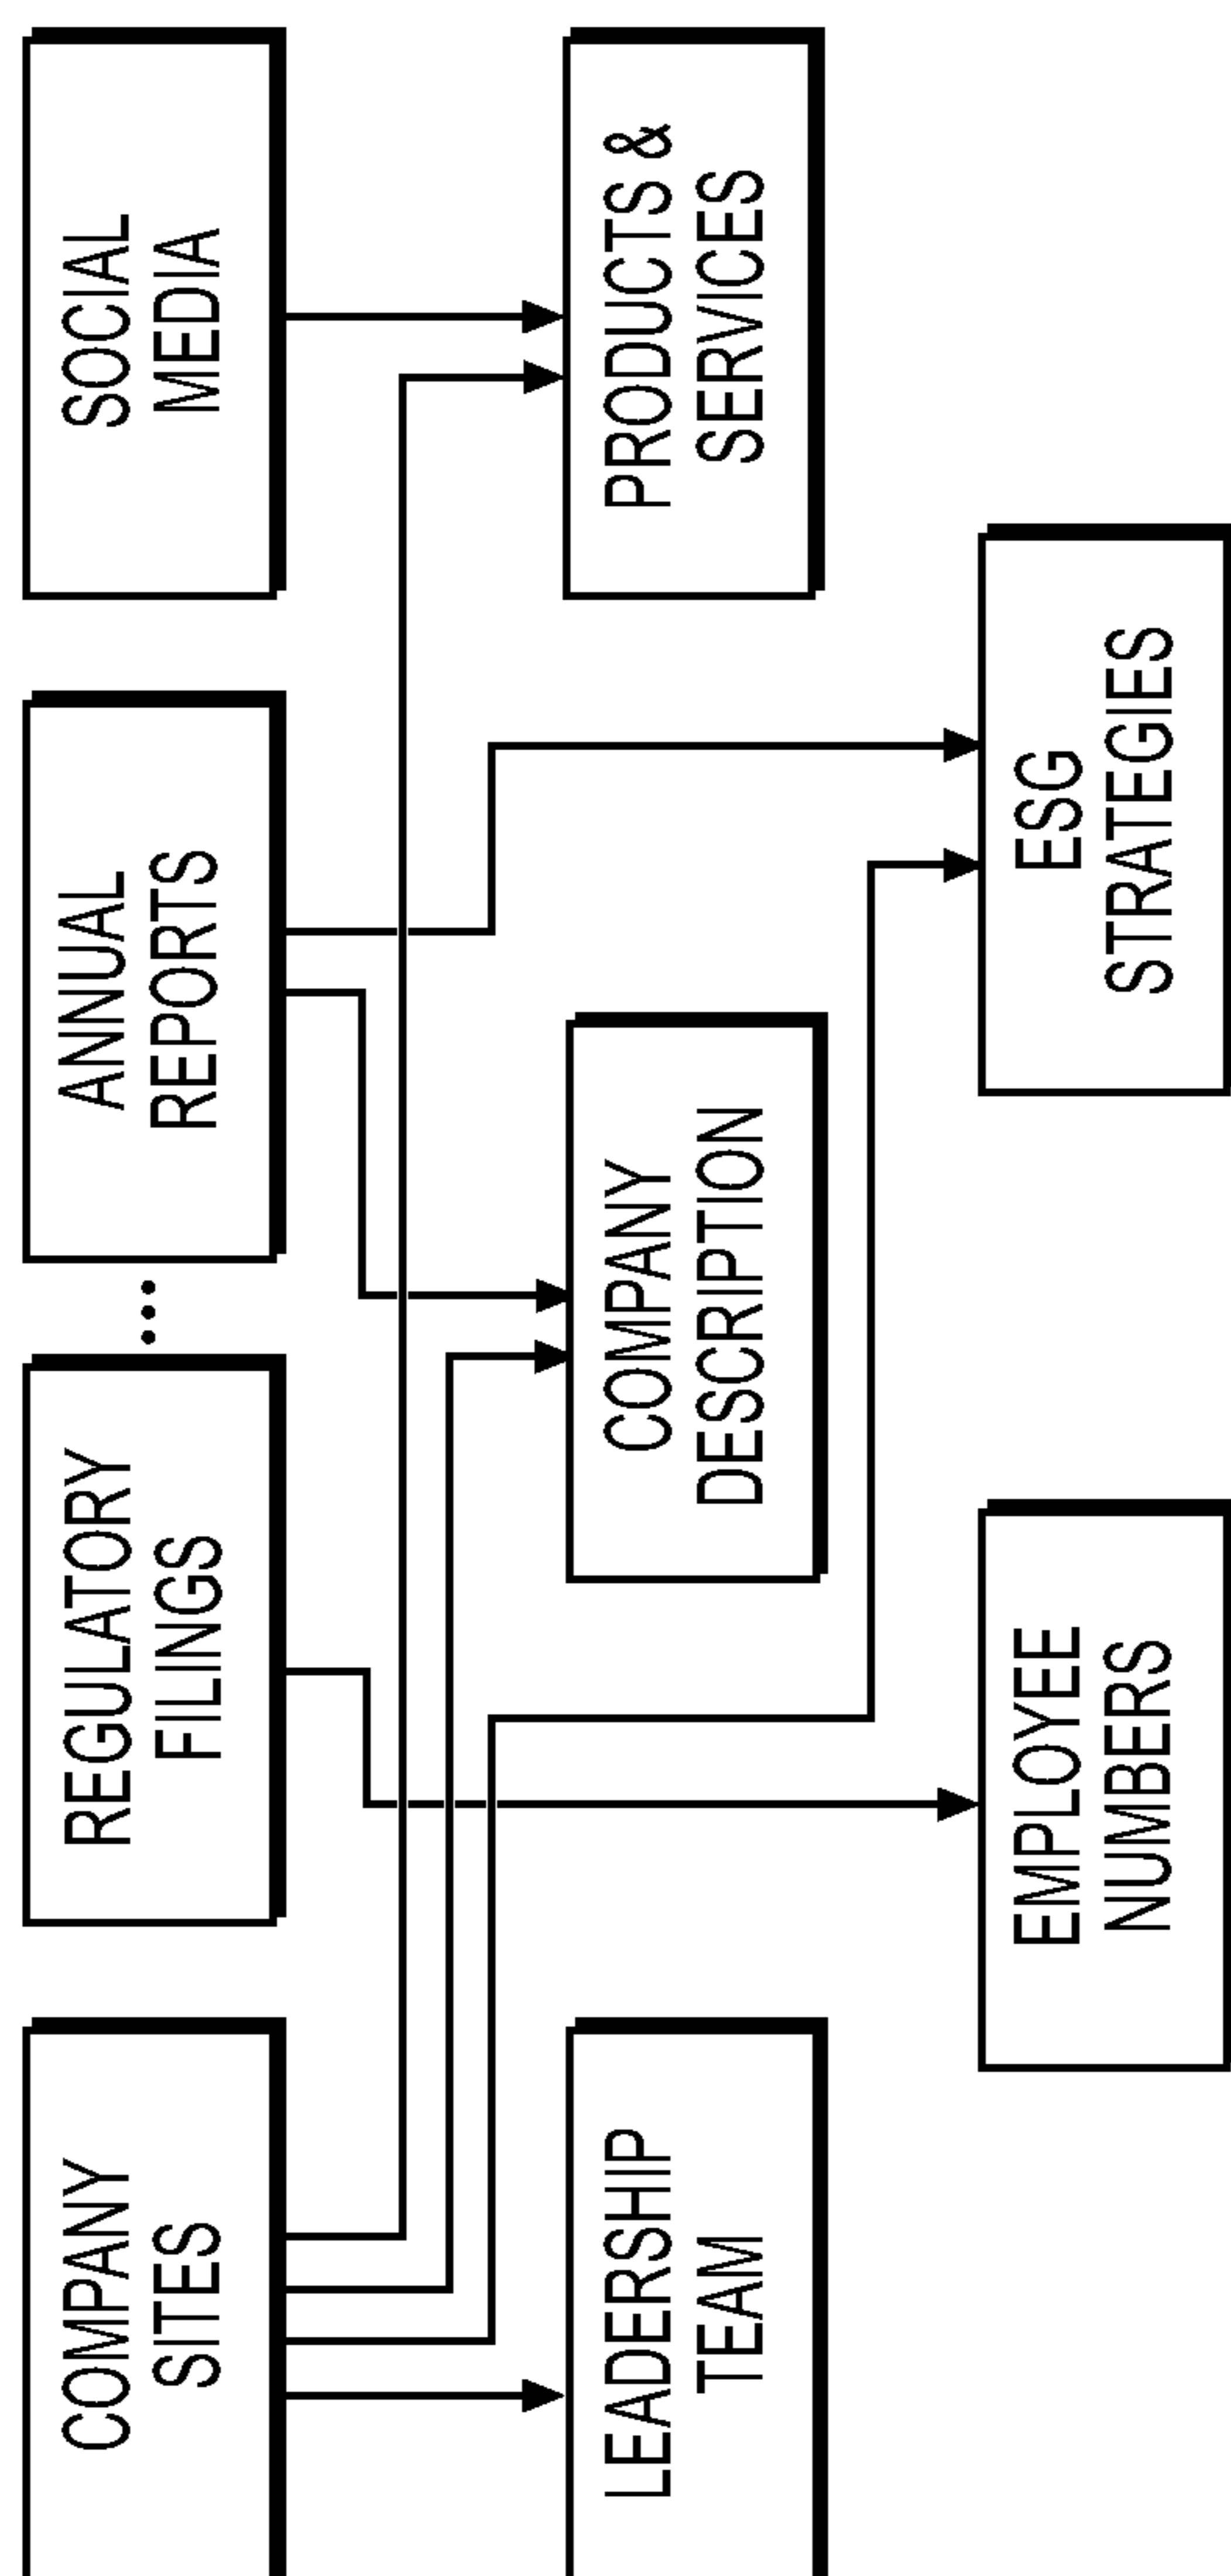 COMPANY
SITES
REGULATORY
FILINGS
...
ANNUAL
REPORTS
SOCIAL
MEDIA
LEADERSHIP
TEAM
COMPANY
DESCRIPTION
PRODUCTS &
SERVICES
EMPLOYEE
NUMBERS
ESG
STRATEGIES